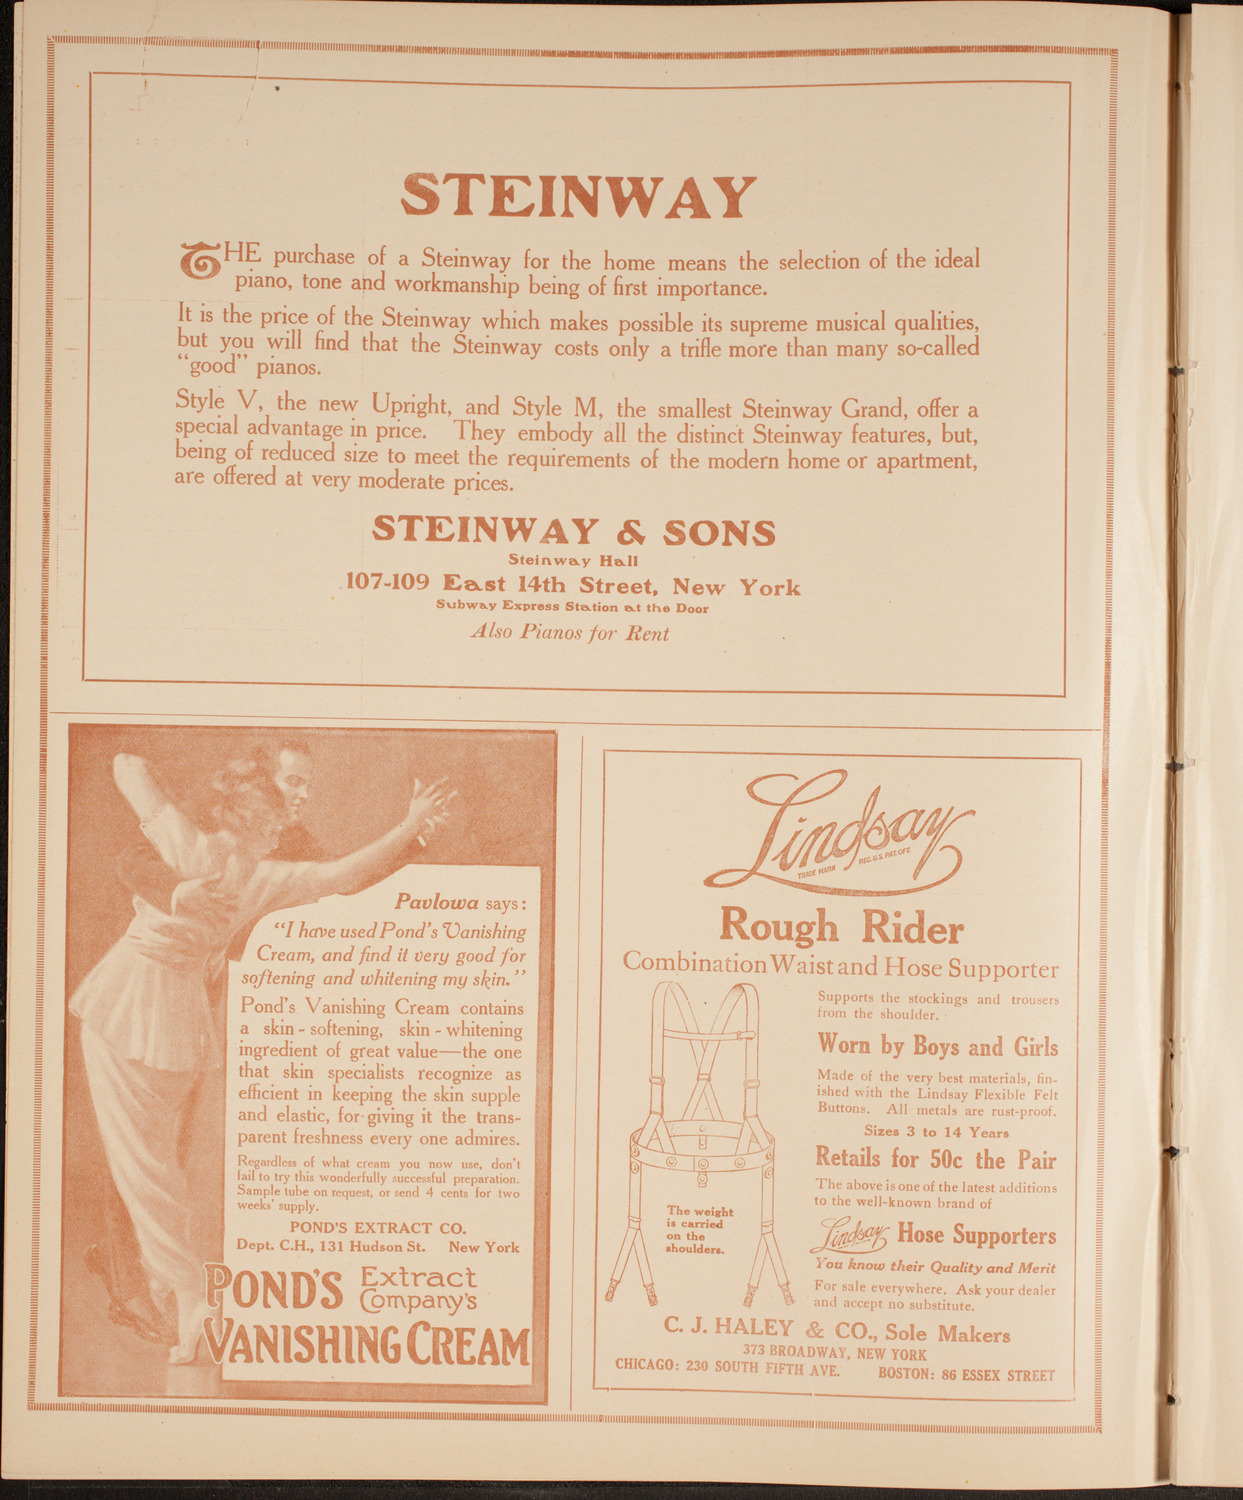 STEINWAY
THE purchase of a Steinway for the home means the selection of the ideal
piano, tone and workmanship being of first importance.
It is the price of the Steinway which makes possible its supreme musical qualities,
but you will find that the Steinway costs only a trifle more than many so-called
"good" pianos.
Style V, the new Upright, and Style M, the smallest Steinway Grand, offer a
special advantage in price. They embody all the distinct Steinway features, but,
being of reduced size to meet the requirements of the modern home or apartment,
are offered at very moderate prices.
STEINWAY & SONS
Steinway Hall
107-109 East 14th Street, New York
Subway Express Station at the Door
Also Pianos for Rent
Pavlowa says:
"I have used Pond's Vanishing
Cream, and find it very good for
softening and whitening my skin."
Pond's Vanishing Cream contains
a skin-softening, skin-whitening
ingredient of great value—the one
that skin specialists recognize as
efficient in keeping the skin supple
and elastic, for giving it the trans-
parent freshness every one admires.
Regardless of what cream you now use, don't
fail to try this wonderfully successful preparation.
Sample tube on request, or send 4 cents for two
weeks' supply.
POND'S EXTRACT CO.
Dept. C.H., 131 Hudson St. New York
POND'S Extract
Company's
VANISHING CREAM
Lindsay
TRADE MARK REG. U.S. PAT. OFF.
Rough Rider
Combination Waist and Hose Supporter
Supports the stockings and trousers
from the shoulder.
Worn by Boys and Girls
Made of the very best materials, fin-
ished with the Lindsay Flexible Felt
Buttons. All metals are rust-proof.
Sizes 3 to 14 Years
Retails for 50c the Pair
The above is one of the latest additions
to the well-known brand of
Lindsay Hose Supporters
You know their Quality and Merit
For sale everywhere. Ask your dealer
and accept no substitute.
The weight
is carried
on the
shoulders.
C. J. HALEY & CO., Sole Makers
373 BROADWAY, NEW YORK
CHICAGO: 230 SOUTH FIFTH AVE. BOSTON: 86 ESSEX STREET